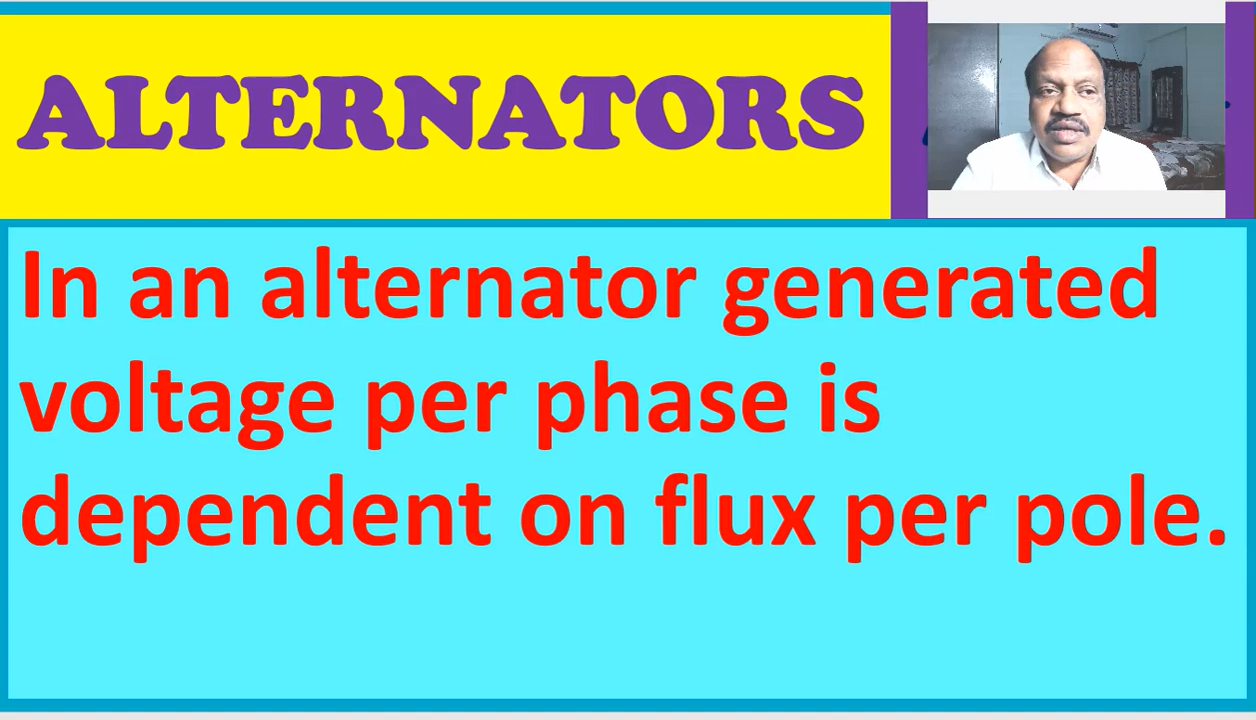 ALTERNATORS
In an alternator generated
voltage per phase is
dependent on flux per pole.